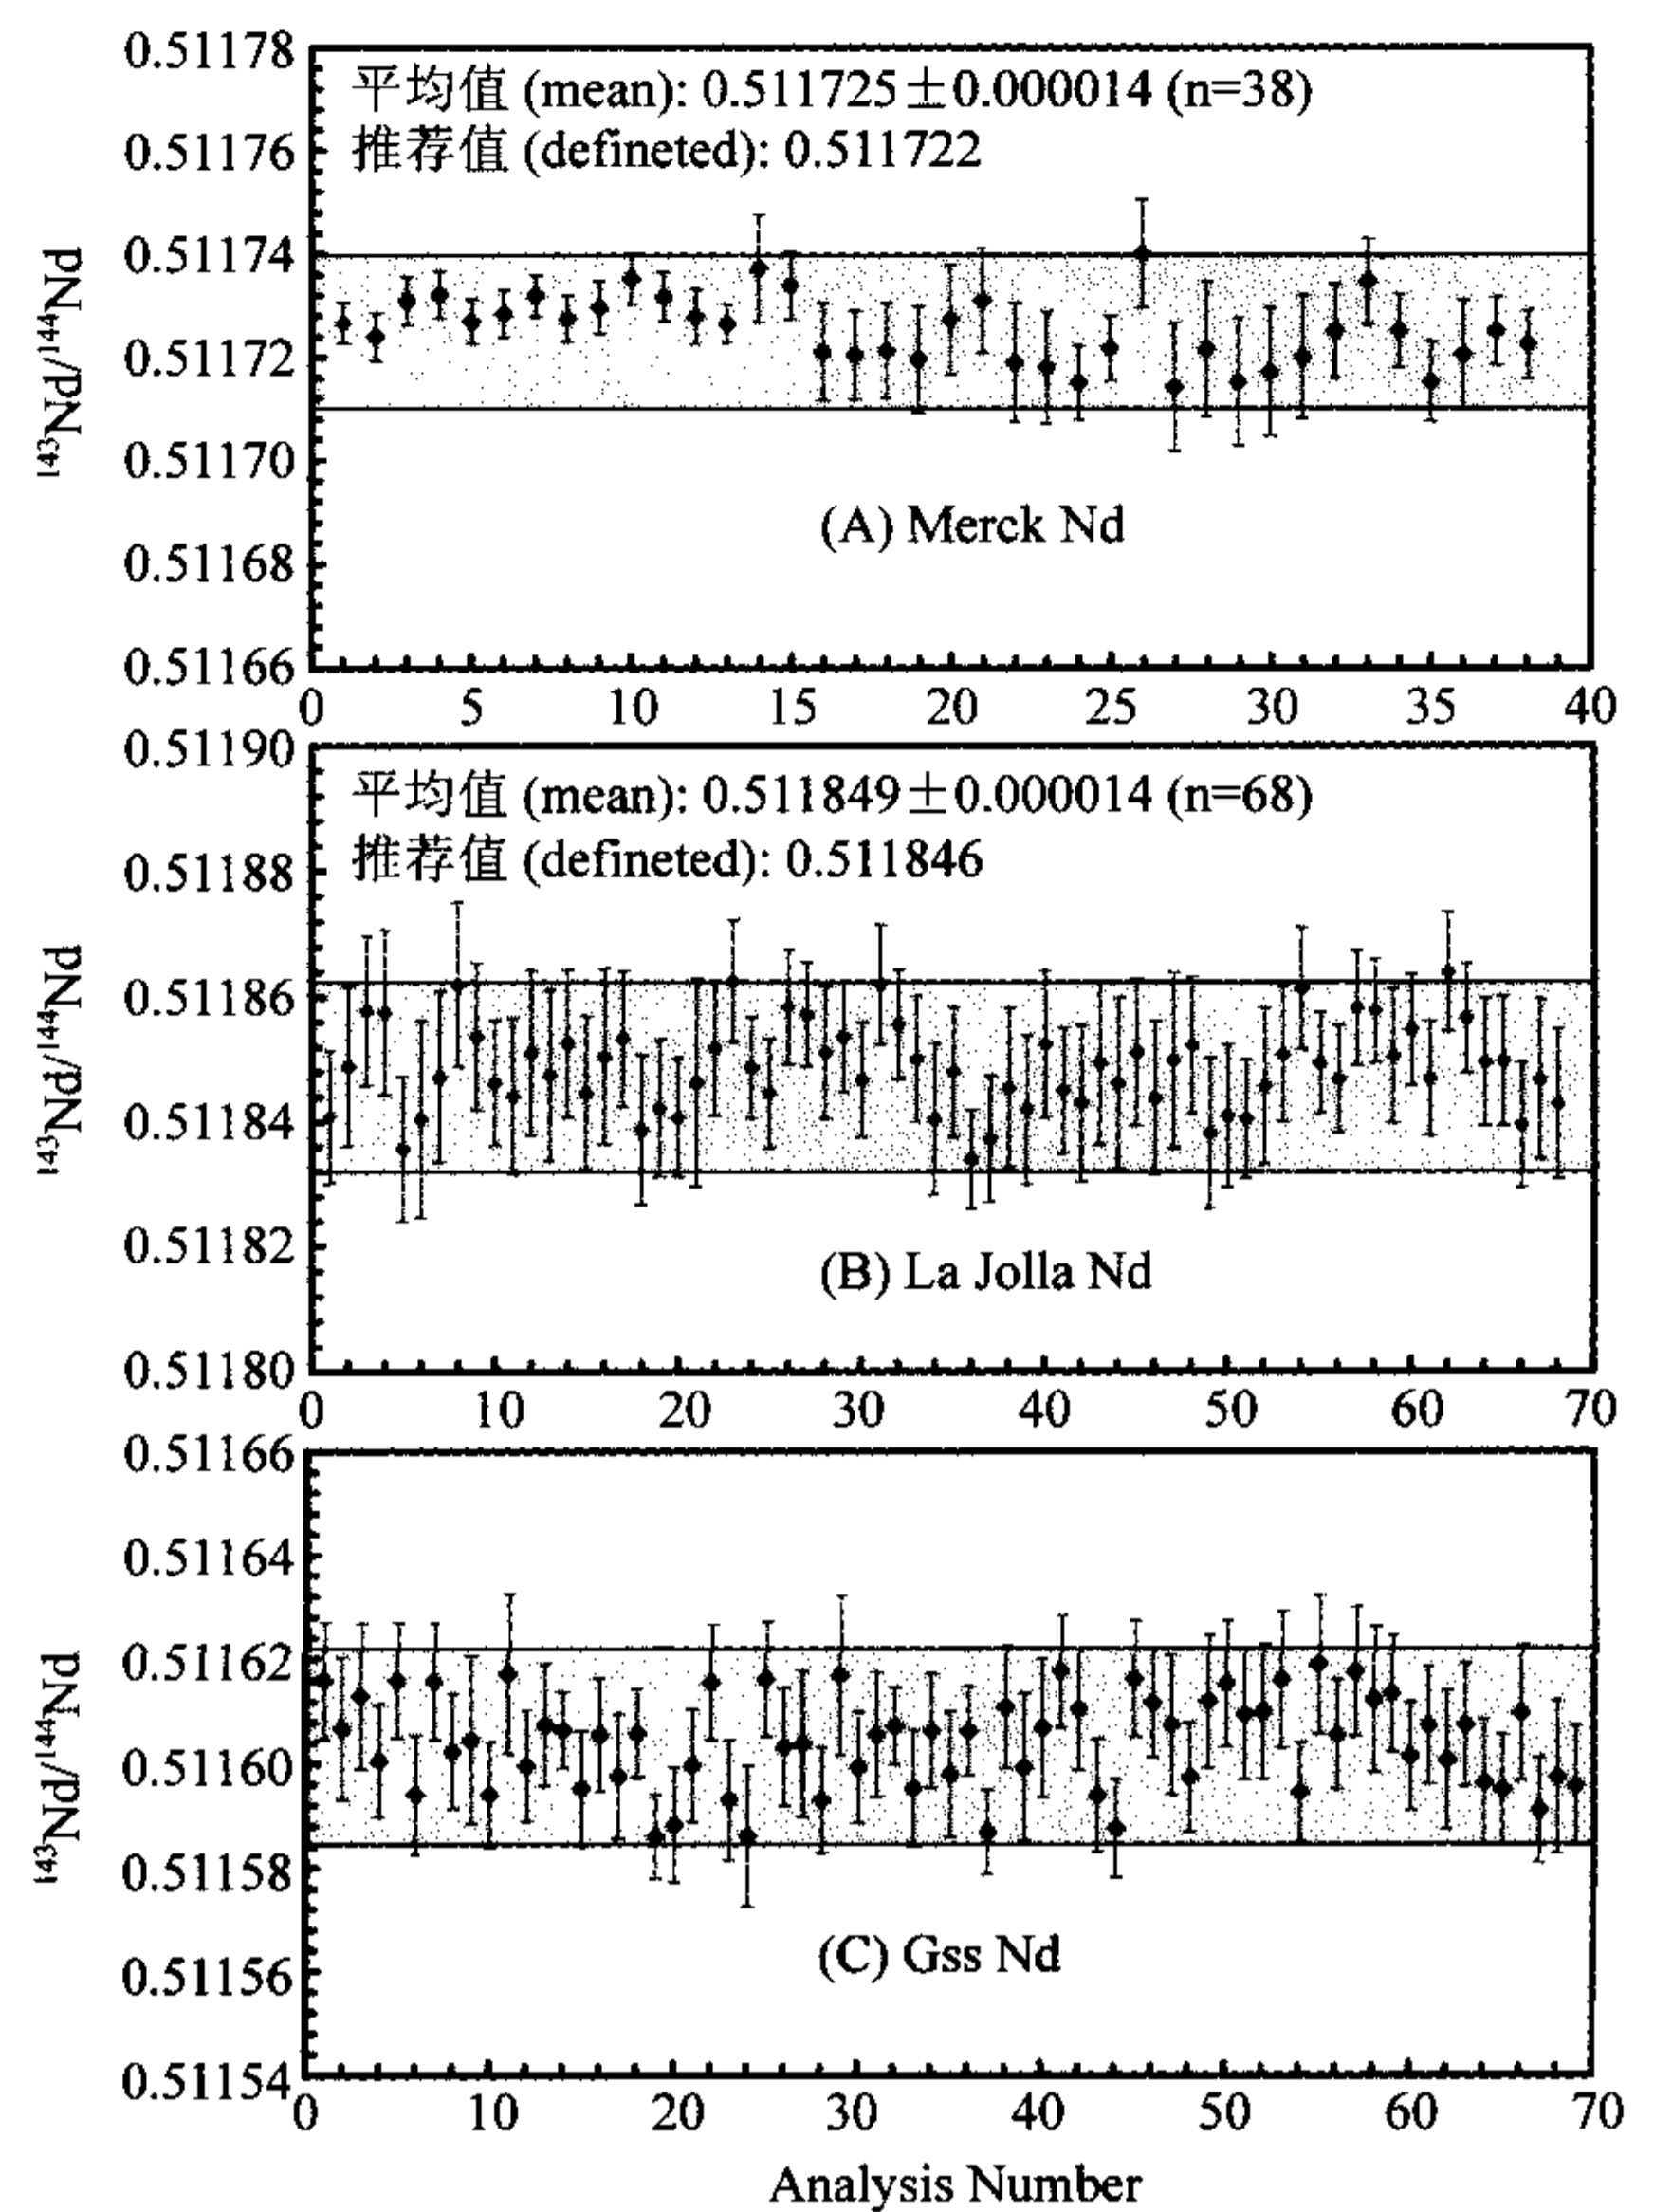 0.51178
平均值 (mean): 0.511725±0.000014 (n=38)
推荐值 (defineted): 0.511722
0.51176
0.51174
0.51172
0.51170
0.51168
0.51166
¹⁴³Nd/¹⁴⁴Nd
(A) Merck Nd
0 5 10 15 20 25 30 35 40
0.51190
平均值 (mean): 0.511849±0.000014 (n=68)
推荐值 (defineted): 0.511846
0.51188
0.51186
0.51184
0.51182
0.51180
¹⁴³Nd/¹⁴⁴Nd
(B) La Jolla Nd
0 10 20 30 40 50 60 70
0.51166
0.51164
0.51162
0.51160
0.51158
0.51156
0.51154
¹⁴³Nd/¹⁴⁴Nd
(C) Gss Nd
0 10 20 30 40 50 60 70
Analysis Number